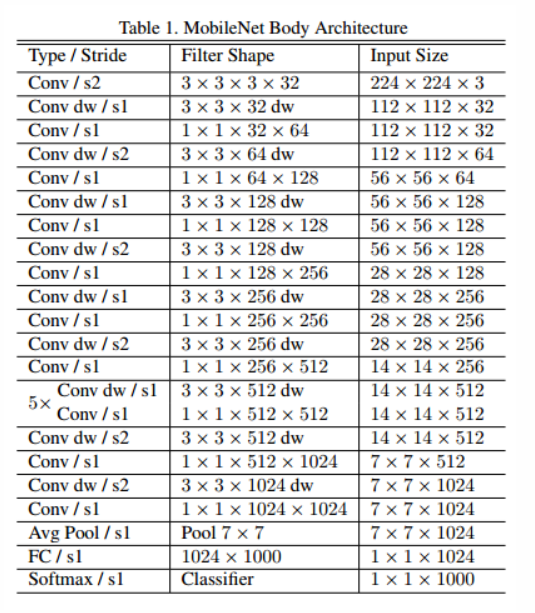 Table 1. MobileNet Body Architecture
Type / Stride Filter Shape Input Size
Conv / s2 3 × 3 × 3 × 32 224 × 224 × 3
Conv dw / s1 3 × 3 × 32 dw 112 × 112 × 32
Conv / s1 1 × 1 × 32 × 64 112 × 112 × 32
Conv dw / s2 3 × 3 × 64 dw 112 × 112 × 64
Conv / s1 1 × 1 × 64 × 128 56 × 56 × 64
Conv dw / s1 3 × 3 × 128 dw 56 × 56 × 128
Conv / s1 1 × 1 × 128 × 128 56 × 56 × 128
Conv dw / s2 3 × 3 × 128 dw 56 × 56 × 128
Conv / s1 1 × 1 × 128 × 256 28 × 28 × 128
Conv dw / s1 3 × 3 × 256 dw 28 × 28 × 256
Conv / s1 1 × 1 × 256 × 256 28 × 28 × 256
Conv dw / s2 3 × 3 × 256 dw 28 × 28 × 256
Conv / s1 1 × 1 × 256 × 512 14 × 14 × 256
5× Conv dw / s1 3 × 3 × 512 dw 14 × 14 × 512
Conv / s1 1 × 1 × 512 × 512 14 × 14 × 512
Conv dw / s2 3 × 3 × 512 dw 14 × 14 × 512
Conv / s1 1 × 1 × 512 × 1024 7 × 7 × 512
Conv dw / s2 3 × 3 × 1024 dw 7 × 7 × 1024
Conv / s1 1 × 1 × 1024 × 1024 7 × 7 × 1024
Avg Pool / s1 Pool 7 × 7 7 × 7 × 1024
FC / s1 1024 × 1000 1 × 1 × 1024
Softmax / s1 Classifier 1 × 1 × 1000